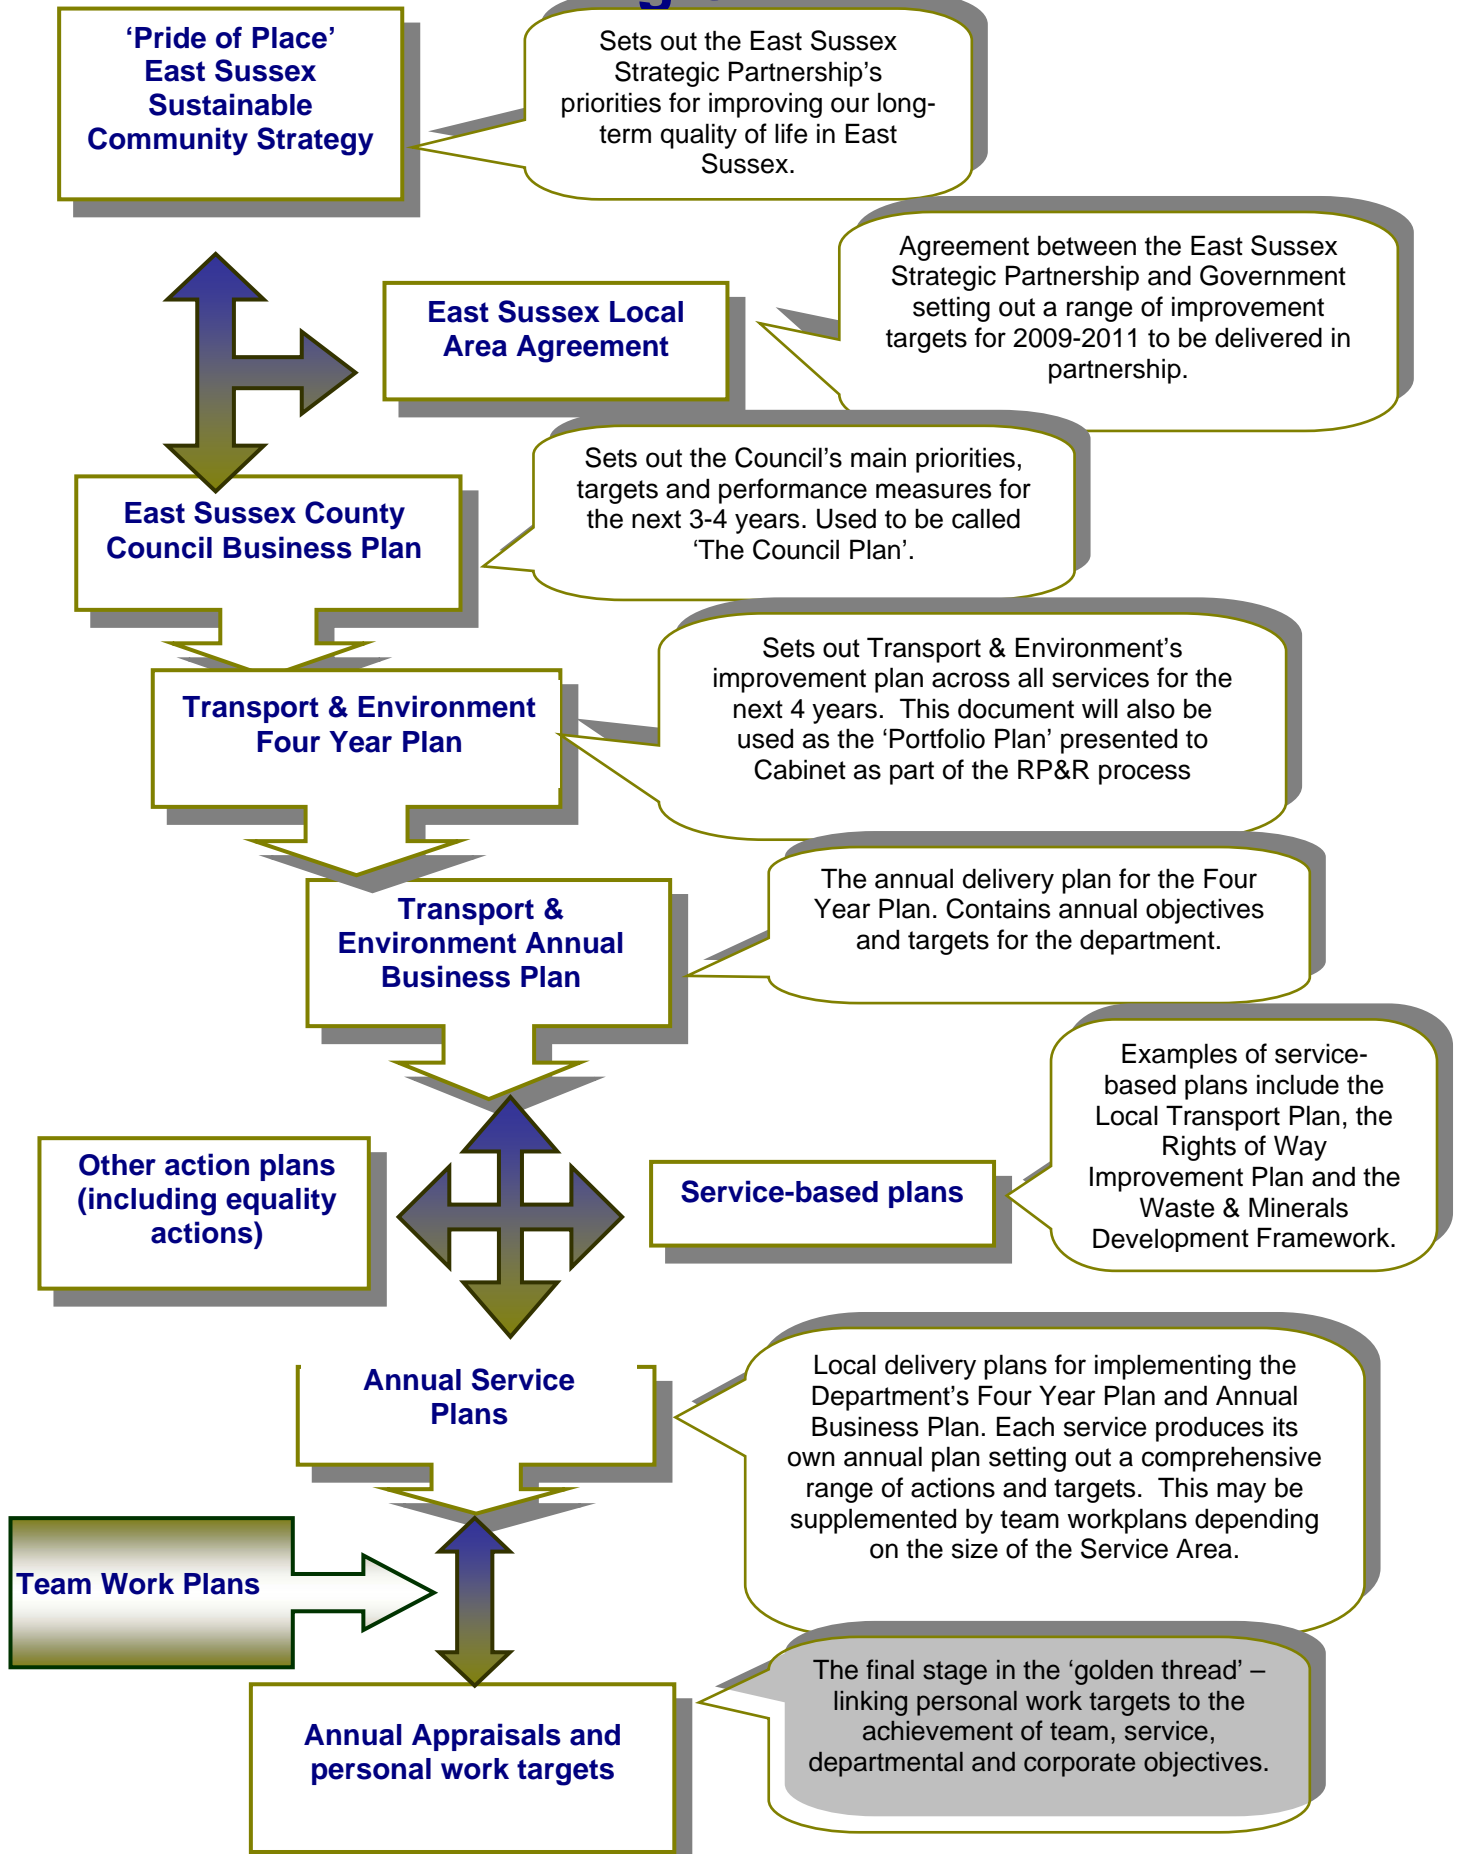 ‘Pride of Place’
East Sussex
Sustainable
Community Strategy
Sets out the East Sussex
Strategic Partnership’s
priorities for improving our long-
term quality of life in East
Sussex.
Agreement between the East Sussex
Strategic Partnership and Government
setting out a range of improvement
targets for 2009-2011 to be delivered in
partnership.
East Sussex Local
Area Agreement
Sets out the Council’s main priorities,
targets and performance measures for
the next 3-4 years. Used to be called
‘The Council Plan’.
East Sussex County
Council Business Plan
Sets out Transport & Environment’s
improvement plan across all services for the
next 4 years.  This document will also be
used as the ‘Portfolio Plan’ presented to
Cabinet as part of the RP&R process
Transport & Environment
Four Year Plan
The annual delivery plan for the Four
Year Plan. Contains annual objectives
and targets for the department.
Transport &
Environment Annual
Business Plan
Examples of service-
based plans include the
Local Transport Plan, the
Rights of Way
Improvement Plan and the
Waste & Minerals
Development Framework.
Other action plans
(including equality
actions)
Service-based plans
Annual Service
Plans
Local delivery plans for implementing the
Department’s Four Year Plan and Annual
Business Plan. Each service produces its
own annual plan setting out a comprehensive
range of actions and targets.  This may be
supplemented by team workplans depending
on the size of the Service Area.
Team Work Plans
The final stage in the ‘golden thread’ –
linking personal work targets to the
achievement of team, service,
departmental and corporate objectives.
Annual Appraisals and
personal work targets